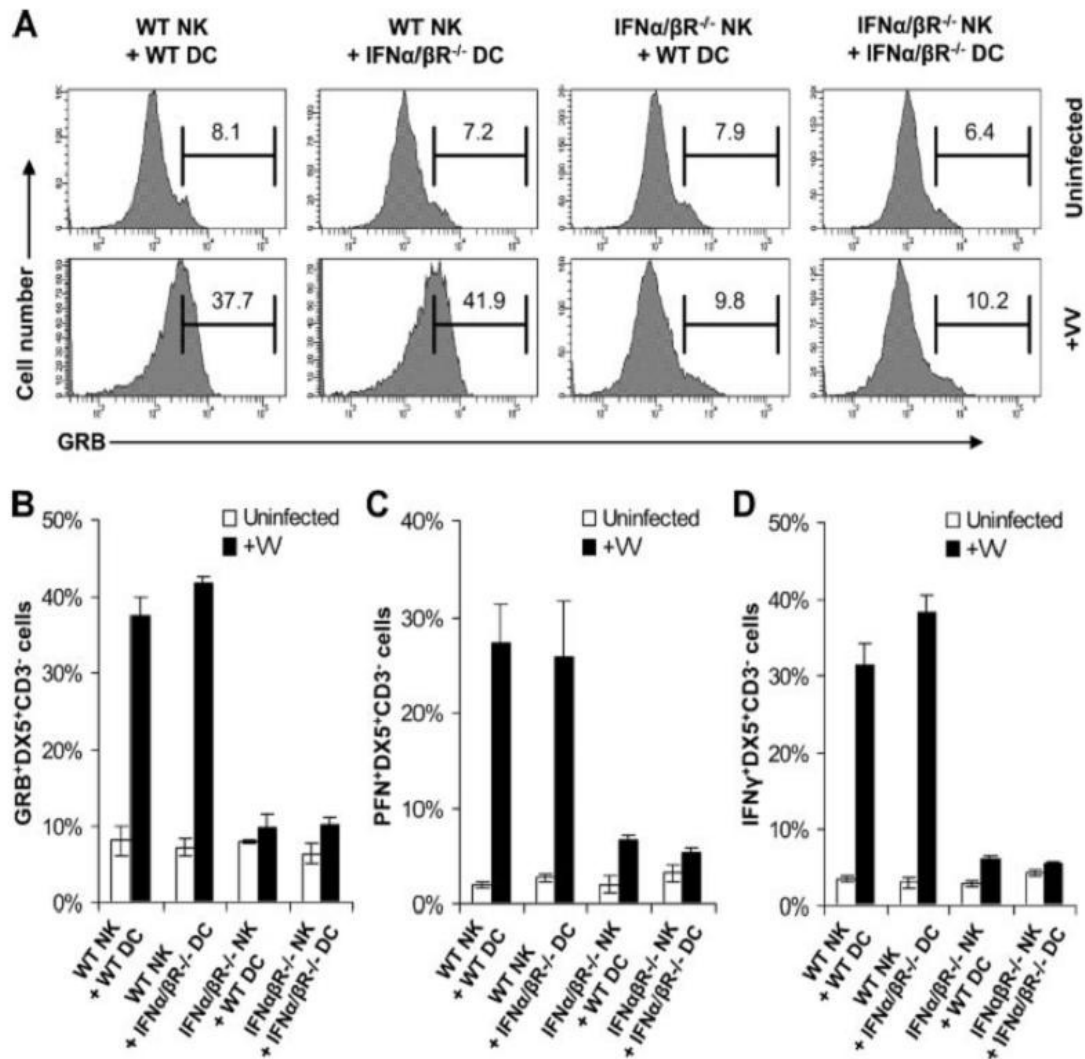 A
WT NK
+ WT DC
WT NK
+ IFNα/βR-/- DC
IFNα/βR-/- NK
+ WT DC
IFNα/βR-/- NK
+ IFNα/βR-/- DC
8.1
7.2
7.9
6.4
Uninfected
37.7
41.9
9.8
10.2
+VV
Cell number
GRB
B
Uninfected
+VV
50%
40%
30%
20%
10%
0%
GRB+DX5+CD3- cells
WT NK
+ WT DC
WT NK
+ IFNα/βR-/- DC
IFNα/βR-/- NK
+ WT DC
IFNαβR-/- NK
+ IFNα/βR-/- DC
C
Uninfected
+VV
40%
30%
20%
10%
0%
PFN+DX5+CD3- cells
WT NK
+ WT DC
WT NK
+ IFNα/βR-/- DC
IFNα/βR-/- NK
+ WT DC
IFNαβR-/- NK
+ IFNα/βR-/- DC
D
Uninfected
+VV
50%
40%
30%
20%
10%
0%
IFNγ+DX5+CD3- cells
WT NK
+ WT DC
WT NK
+ IFNα/βR-/- DC
IFNα/βR-/- NK
+ WT DC
IFNαβR-/- NK
+ IFNα/βR-/- DC